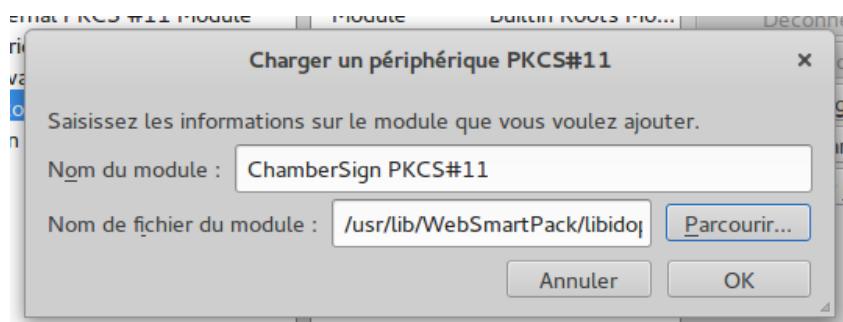 Module
Builtin Roots Mo...
Charger un périphérique PKCS#11
Saisissez les informations sur le module que vous voulez ajouter.
Nom du module : ChamberSign PKCS#11
Nom de fichier du module : /usr/lib/WebSmartPack/libidop Parcourir...
Annuler OK